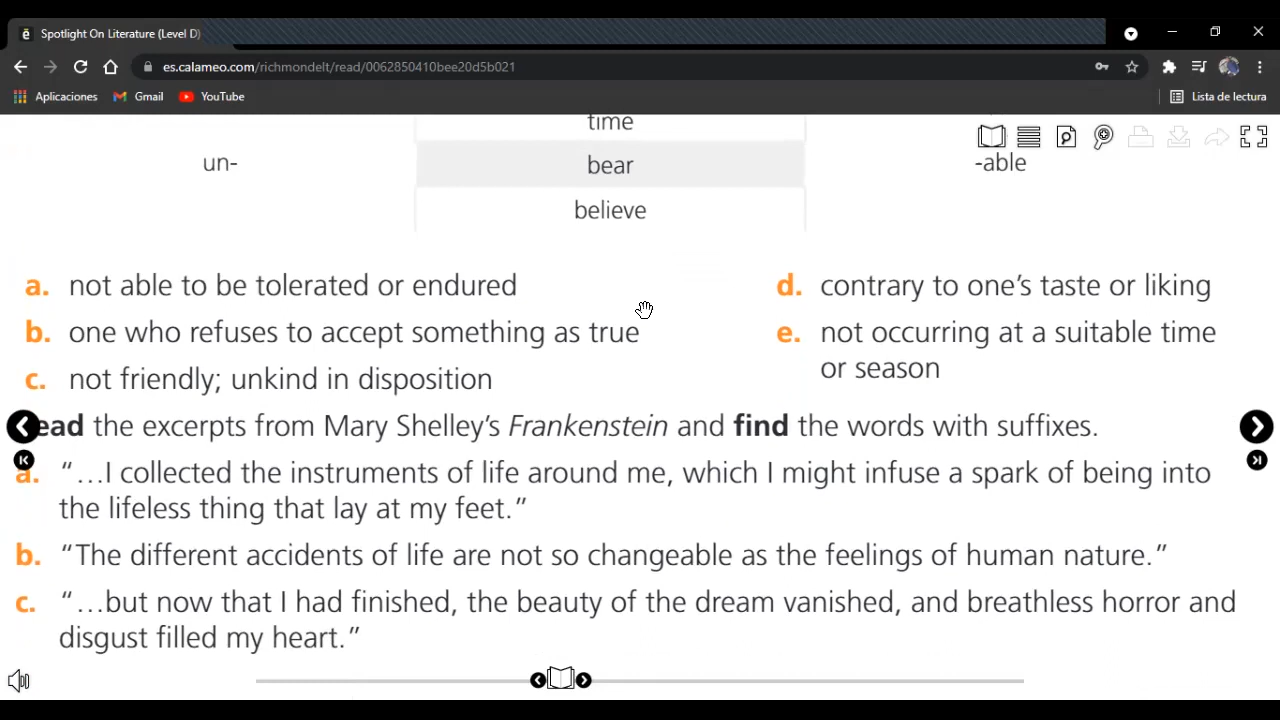 Spotlight On Literature (Level D)
es.calameo.com/richmondelt/read/0062850410bee20d5b021
Aplicaciones Gmail YouTube Lista de lectura
time
un- bear -able
believe
a. not able to be tolerated or endured
b. one who refuses to accept something as true
c. not friendly; unkind in disposition
d. contrary to one's taste or liking
e. not occurring at a suitable time
or season
ead the excerpts from Mary Shelley's Frankenstein and find the words with suffixes.
a. “…I collected the instruments of life around me, which I might infuse a spark of being into
the lifeless thing that lay at my feet.”
b. “The different accidents of life are not so changeable as the feelings of human nature.”
c. “…but now that I had finished, the beauty of the dream vanished, and breathless horror and
disgust filled my heart.”